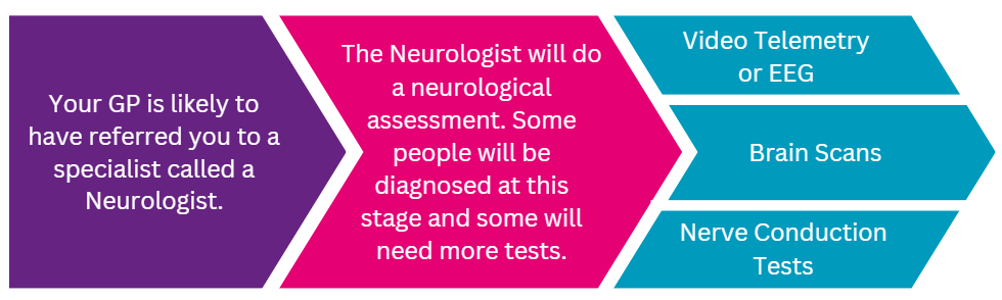 Your GP is likely to
have referred you to a
specialist called a
Neurologist.
The Neurologist will do
a neurological
assessment. Some
people will be
diagnosed at this
stage and some will
need more tests.
Video Telemetry
or EEG
Brain Scans
Nerve Conduction
Tests